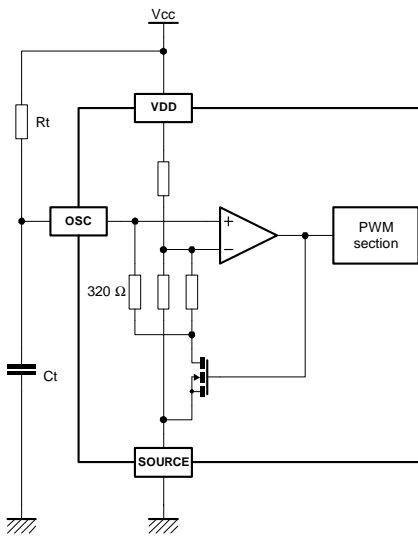 Vcc
VDD
Rt
OSC
PWM
section
320 Ω
Ct
SOURCE